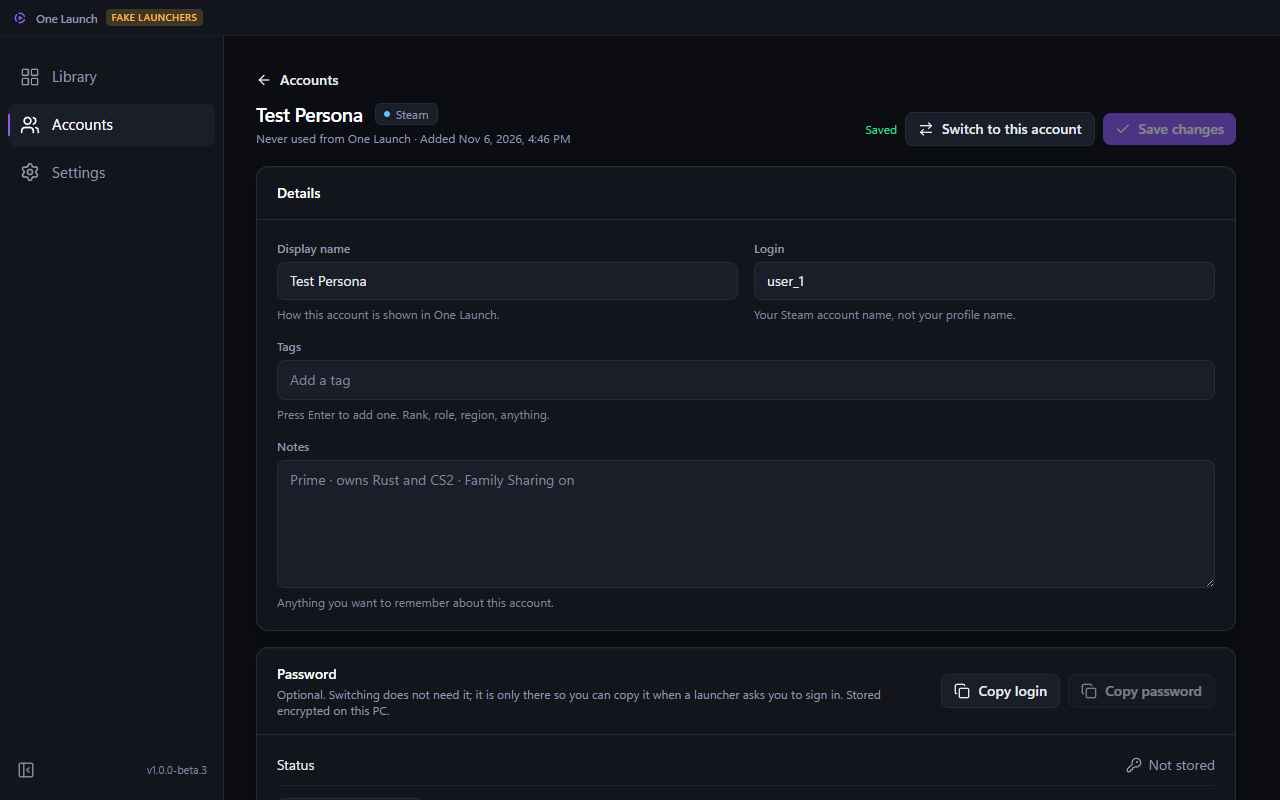 One Launch FAKE LAUNCHERS
Library
Accounts
Settings
v1.0.0-beta.3
Accounts
Test Persona Steam
Never used from One Launch · Added Nov 6, 2026, 4:46 PM
Saved Switch to this account Save changes
Details
Display name Login
Test Persona user_1
How this account is shown in One Launch. Your Steam account name, not your profile name.
Tags
Add a tag
Press Enter to add one. Rank, role, region, anything.
Notes
Prime · owns Rust and CS2 · Family Sharing on
Anything you want to remember about this account.
Password
Optional. Switching does not need it; it is only there so you can copy it when a launcher asks you to sign in. Stored
encrypted on this PC.
Copy login Copy password
Status Not stored